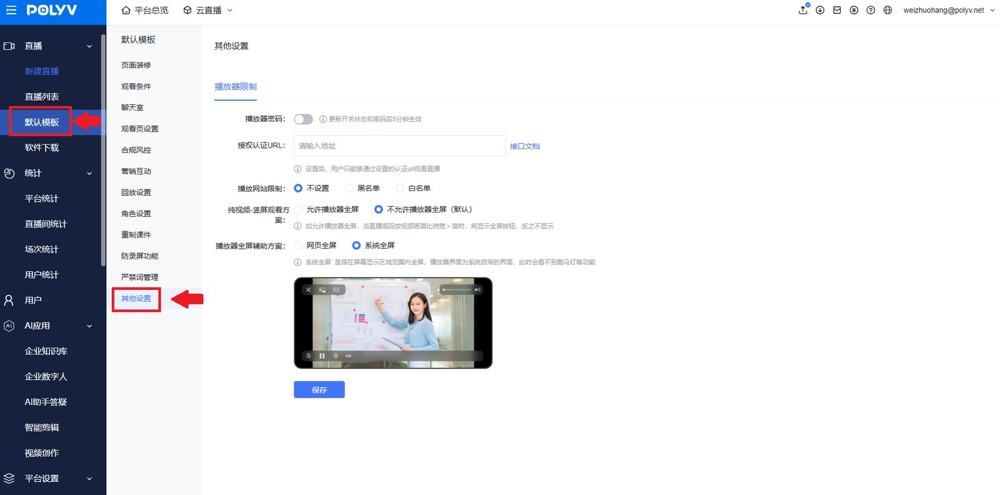 POLYV
平台总览
云直播
weizhuohang@polyv.net
直播
新建直播
直播列表
默认模板
软件下载
统计
平台统计
直播间统计
场次统计
用户统计
用户
AI应用
企业知识库
企业数字人
AI助手答疑
智能剪辑
视频创作
平台设置
默认模板
页面装修
观看条件
聊天室
观看页设置
合规风控
营销互动
回放设置
角色设置
重制课件
防录屏功能
严禁词管理
其他设置
其他设置
播放器限制
播放器密码：
更新开关状态和密码后5分钟生效
授权认证URL：
请输入地址
接口文档
设置后，用户只能够通过设置的认证url观看直播
播放网站限制：
不设置
黑名单
白名单
纯视频-竖屏观看方
案：
允许播放器全屏
不允许播放器全屏（默认）
如允许播放器全屏，当直播或回放视频画面比例宽＞高时，将显示全屏按钮，反之不显示
播放器全屏辅助方案：
网页全屏
系统全屏
系统全屏: 是指在屏幕显示区域范围内全屏，播放器界面为系统自带的界面，此时会看不到跑马灯等功能
直播
保存